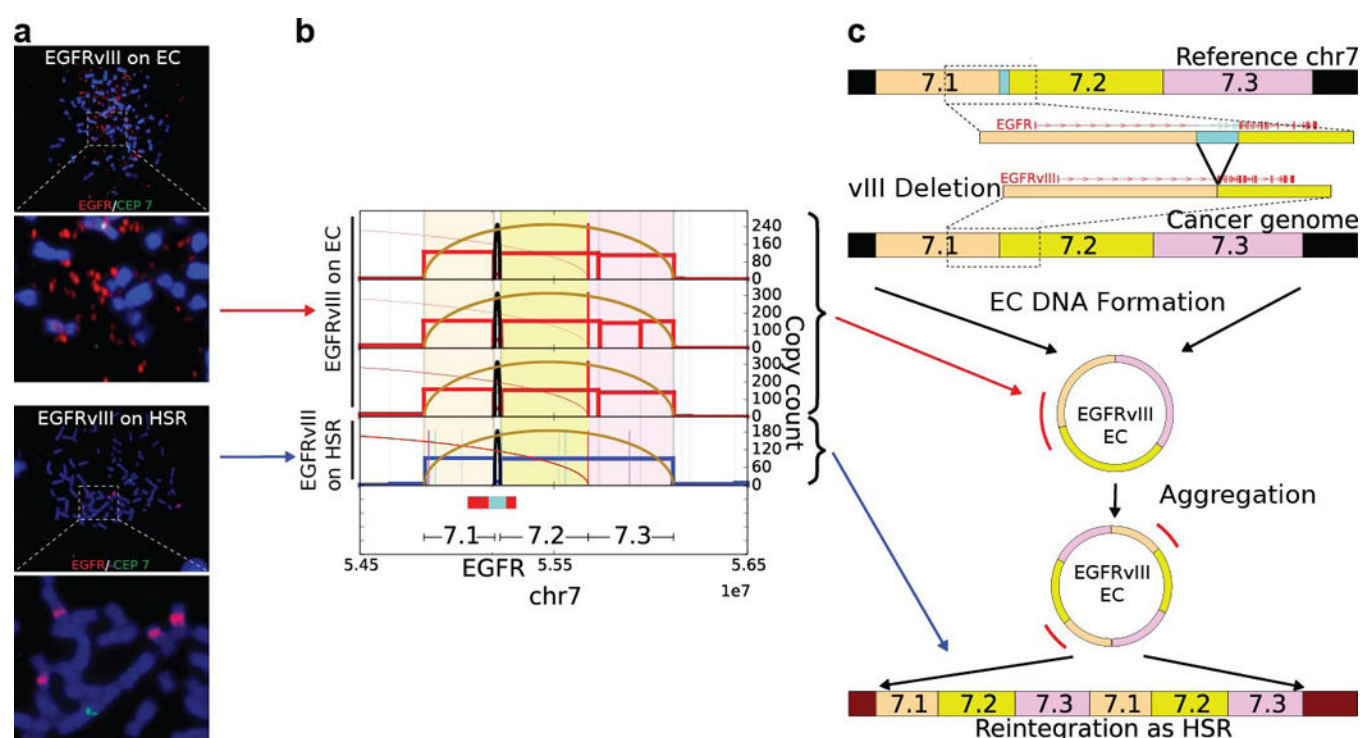 a
EGFRvIII on EC
EGFR/CEP 7
EGFRvIII on HSR
EGFR/CEP 7
b
EGFRvIII on EC
EGFRvIII
on HSR
240
160
80
0
300
200
100
0
300
200
100
0
180
120
60
0
Copy count
7.1 7.2 7.3
5.45 5.55 5.65
EGFR
1e7
chr7
c
Reference chr7
7.1 7.2 7.3
EGFR
EGFRvIII
vIII Deletion
Cancer genome
7.1 7.2 7.3
EC DNA Formation
EGFRvIII
EC
Aggregation
EGFRvIII
EC
7.1 7.2 7.3 7.1 7.2 7.3
Reintegration as HSR